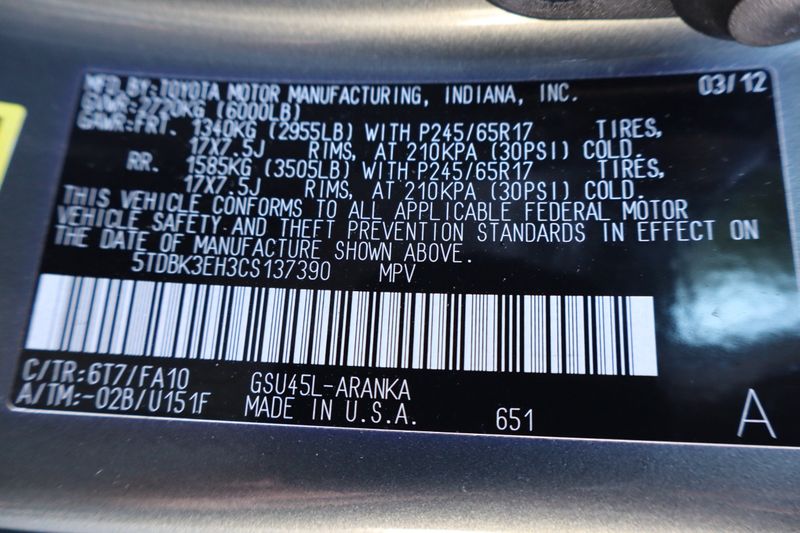 MFD.BY:TOYOTA MOTOR MANUFACTURING, INDIANA, INC. 03/12
GVWR:2720KG (6000LB)
GAWR:FRT. 1340KG (2955LB) WITH P245/65R17 TIRES,
17X7.5J RIMS, AT 210KPA (30PSI) COLD.
RR. 1585KG (3505LB) WITH P245/65R17 TIRES,
17X7.5J RIMS, AT 210KPA (30PSI) COLD.
THIS VEHICLE CONFORMS TO ALL APPLICABLE FEDERAL MOTOR
VEHICLE SAFETY AND THEFT PREVENTION STANDARDS IN EFFECT ON
THE DATE OF MANUFACTURE SHOWN ABOVE.
5TDBK3EH3CS137390 MPV
C/TR:6T7/FA10 GSU45L-ARANKA
A/TM:-02B/U151F MADE IN U.S.A. 651 A